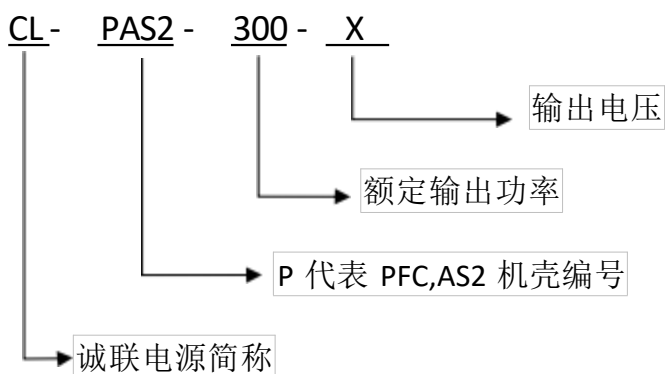 CL - PAS2 - 300 - X
输出电压
额定输出功率
P 代表 PFC,AS2 机壳编号
诚联电源简称